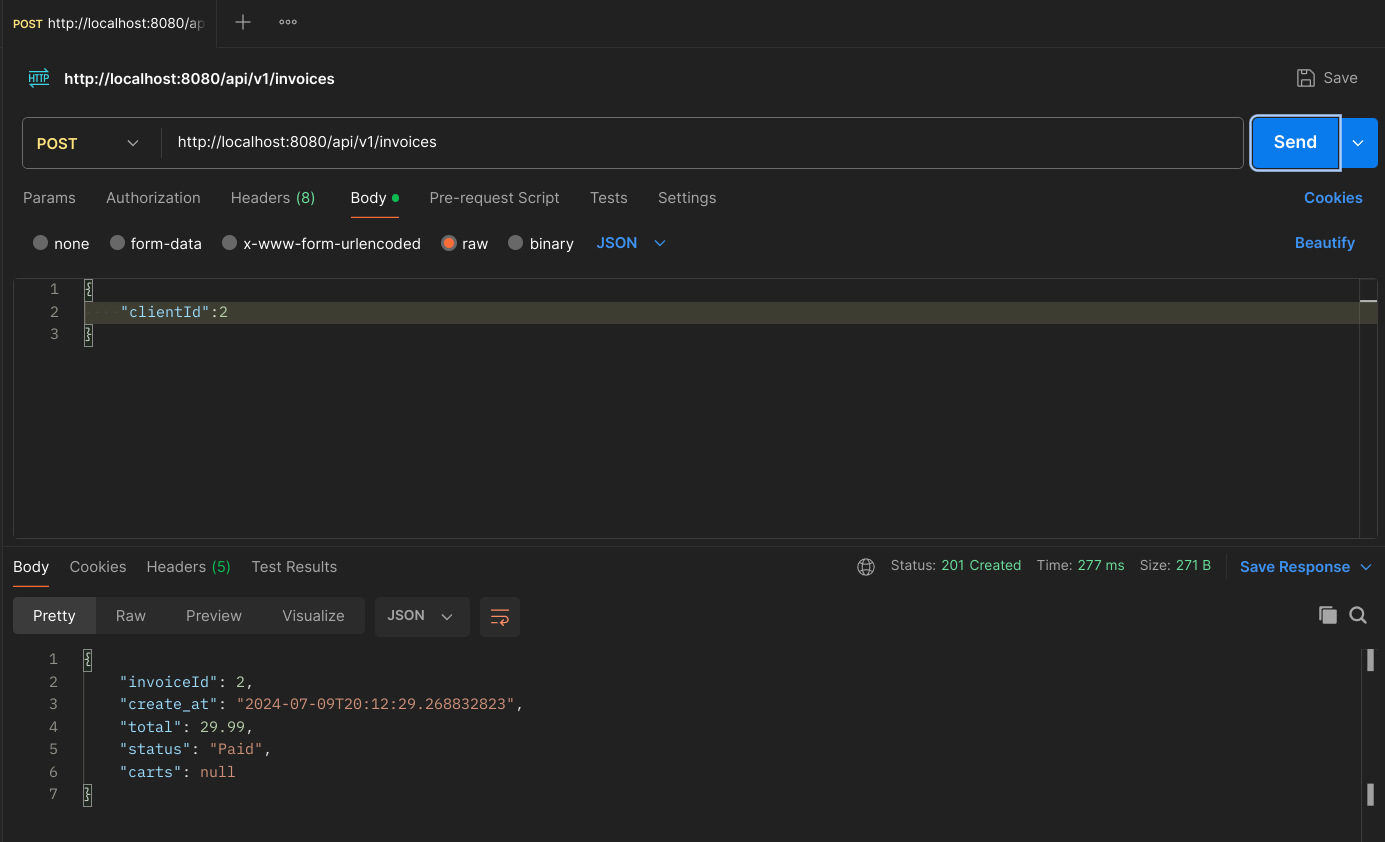 POST http://localhost:8080/ap
HTTP http://localhost:8080/api/v1/invoices Save
POST http://localhost:8080/api/v1/invoices Send
Params Authorization Headers (8) Body Pre-request Script Tests Settings Cookies
none form-data x-www-form-urlencoded raw binary JSON Beautify
1 {
2 "clientId":2
3 }
Body Cookies Headers (5) Test Results Status: 201 Created Time: 277 ms Size: 271 B Save Response
Pretty Raw Preview Visualize JSON
1 {
2 "invoiceId": 2,
3 "create_at": "2024-07-09T20:12:29.268832823",
4 "total": 29.99,
5 "status": "Paid",
6 "carts": null
7 }